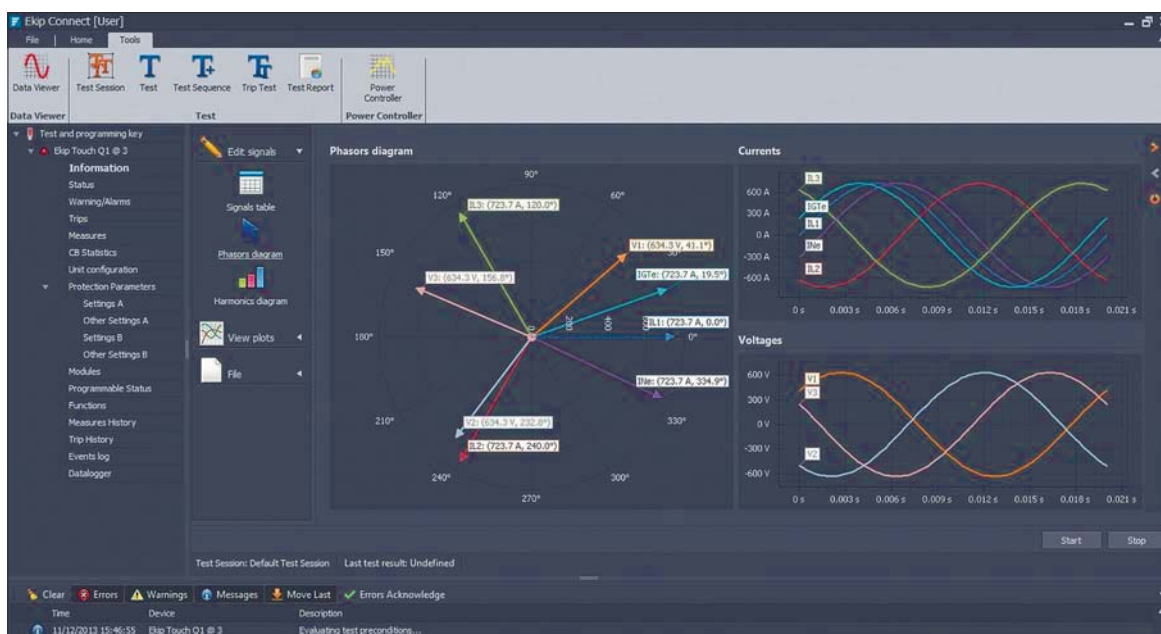 Ekip Connect [User]
File Home Tools
Data Viewer Test Session Test Test Sequence Trip Test Test Report Power Controller
Data Viewer Test Power Controller
Test and programming key
Ekip Touch Q1 @ 3
Information
Status
Warning/Alarms
Trips
Measures
CB Statistics
Unit configuration
Protection Parameters
Settings A
Other Settings A
Settings B
Other Settings B
Modules
Programmable Status
Functions
Measures History
Trip History
Events log
Datalogger
Edit signals
Signals table
Phasors diagram
Harmonics diagram
View plots
File
Phasors diagram
90°
120° 60°
IL3: (723.7 A, 120.0°)
V1: (634.3 V, 41.1°)
150° 30°
V3: (634.3 V, 156.8°)
IGTe: (723.7 A, 19.5°)
200 400
IL1: (723.7 A, 0.0°)
180° 0°
INe: (723.7 A, 334.9°)
210° 330°
V2: (634.3 V, 232.8°)
IL2: (723.7 A, 240.0°)
240° 300°
270°
Currents
IL3
600 A
IGTe
300 A
IL1
0 A
INe
-300 A
IL2
-600 A
0 s 0.003 s 0.006 s 0.009 s 0.012 s 0.015 s 0.018 s 0.021 s
Voltages
600 V
V1
V3
300 V
0 V
-300 V
V2
-600 V
0 s 0.003 s 0.006 s 0.009 s 0.012 s 0.015 s 0.018 s 0.021 s
Start Stop
Test Session: Default Test Session Last test result: Undefined
Clear Errors Warnings Messages Move Last Errors Acknowledge
Time Device Description
11/12/2013 15:46:55 Ekip Touch Q1 @ 3 Evaluating test preconditions...